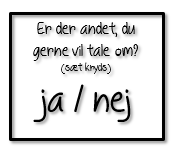 Er der andet, du
gerne vil tale om?
(sæt kryds)
ja / nej